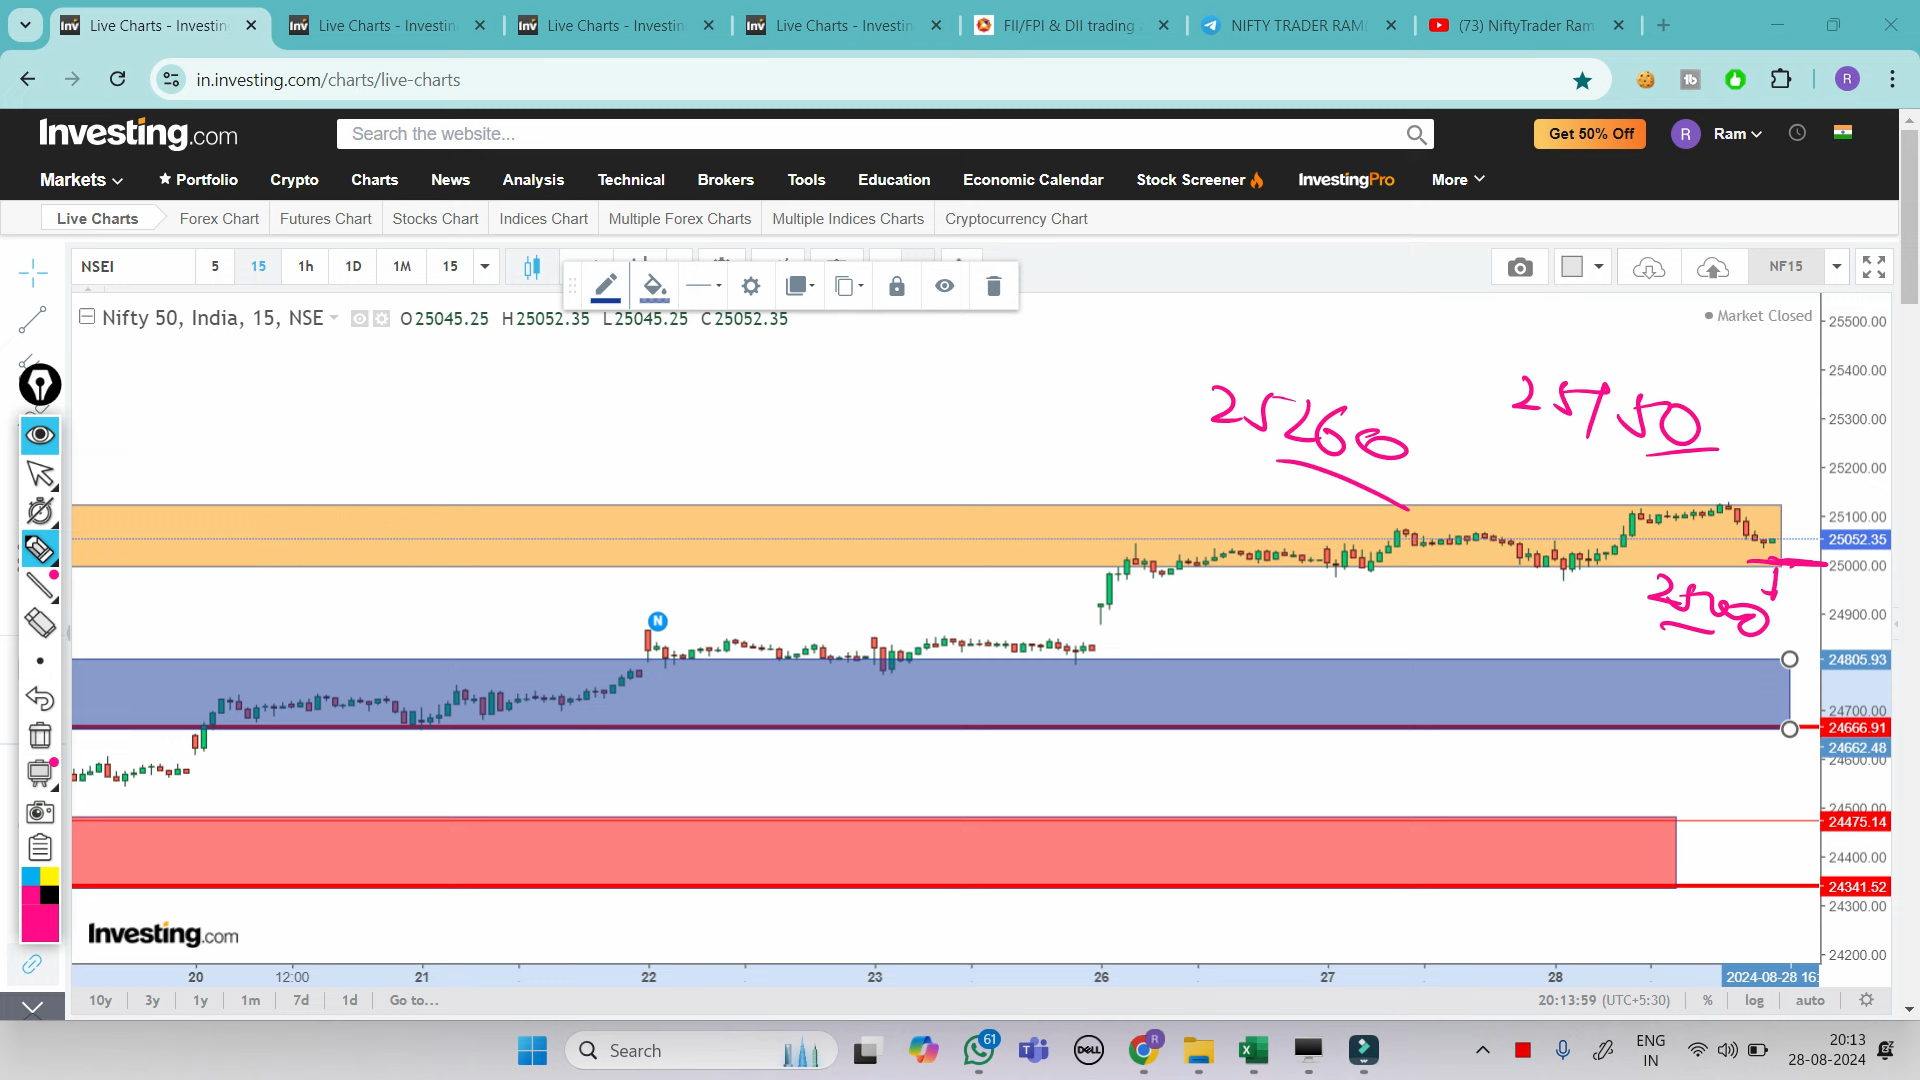 Live Charts - Investing
Live Charts - Investin
Live Charts - Investin
Live Charts - Investin
FII/FPI & DII trading
NIFTY TRADER RAM
(73) NiftyTrader Ram
in.investing.com/charts/live-charts
R
Investing.com
Search the website...
Get 50% Off
R
Ram
Markets
Portfolio
Crypto
Charts
News
Analysis
Technical
Brokers
Tools
Education
Economic Calendar
Stock Screener
InvestingPro
More
Live Charts
Forex Chart
Futures Chart
Stocks Chart
Indices Chart
Multiple Forex Charts
Multiple Indices Charts
Cryptocurrency Chart
NSEI
5
15
1h
1D
1M
15
NF15
Nifty 50, India, 15, NSE
O25045.25 H25052.35 L25045.25 C25052.35
Market Closed
25500.00
25400.00
25300.00
25200.00
25100.00
25052.35
25000.00
24900.00
24805.93
24700.00
24666.91
24662.48
24600.00
24500.00
24475.14
24400.00
24341.52
24300.00
24200.00
25260
25150
N
Investing.com
20
12:00
21
22
23
26
27
28
2024-08-28 16:
10y
3y
1y
1m
7d
1d
Go to...
20:13:59 (UTC+5:30)
%
log
auto
Search
61
R
DELL
ENG
IN
20:13
28-08-2024